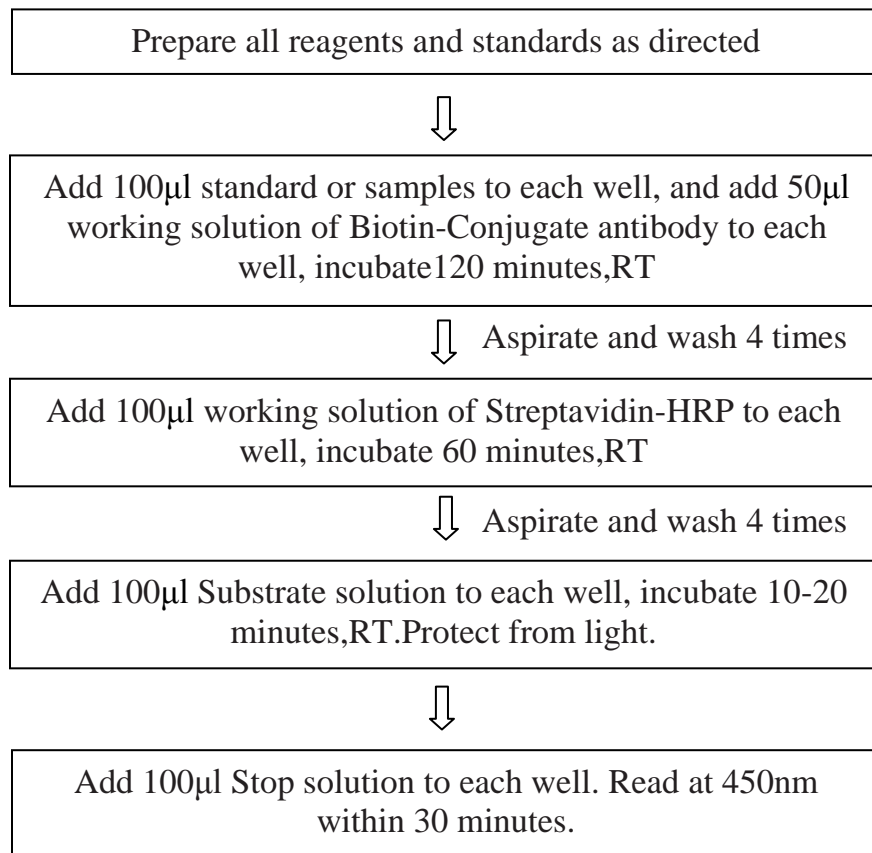 Prepare all reagents and standards as directed
Add 100μl standard or samples to each well, and add 50μl
working solution of Biotin-Conjugate antibody to each
well, incubate120 minutes,RT
Aspirate and wash 4 times
Add 100μl working solution of Streptavidin-HRP to each
well, incubate 60 minutes,RT
Aspirate and wash 4 times
Add 100μl Substrate solution to each well, incubate 10-20
minutes,RT.Protect from light.
Add 100μl Stop solution to each well. Read at 450nm
within 30 minutes.